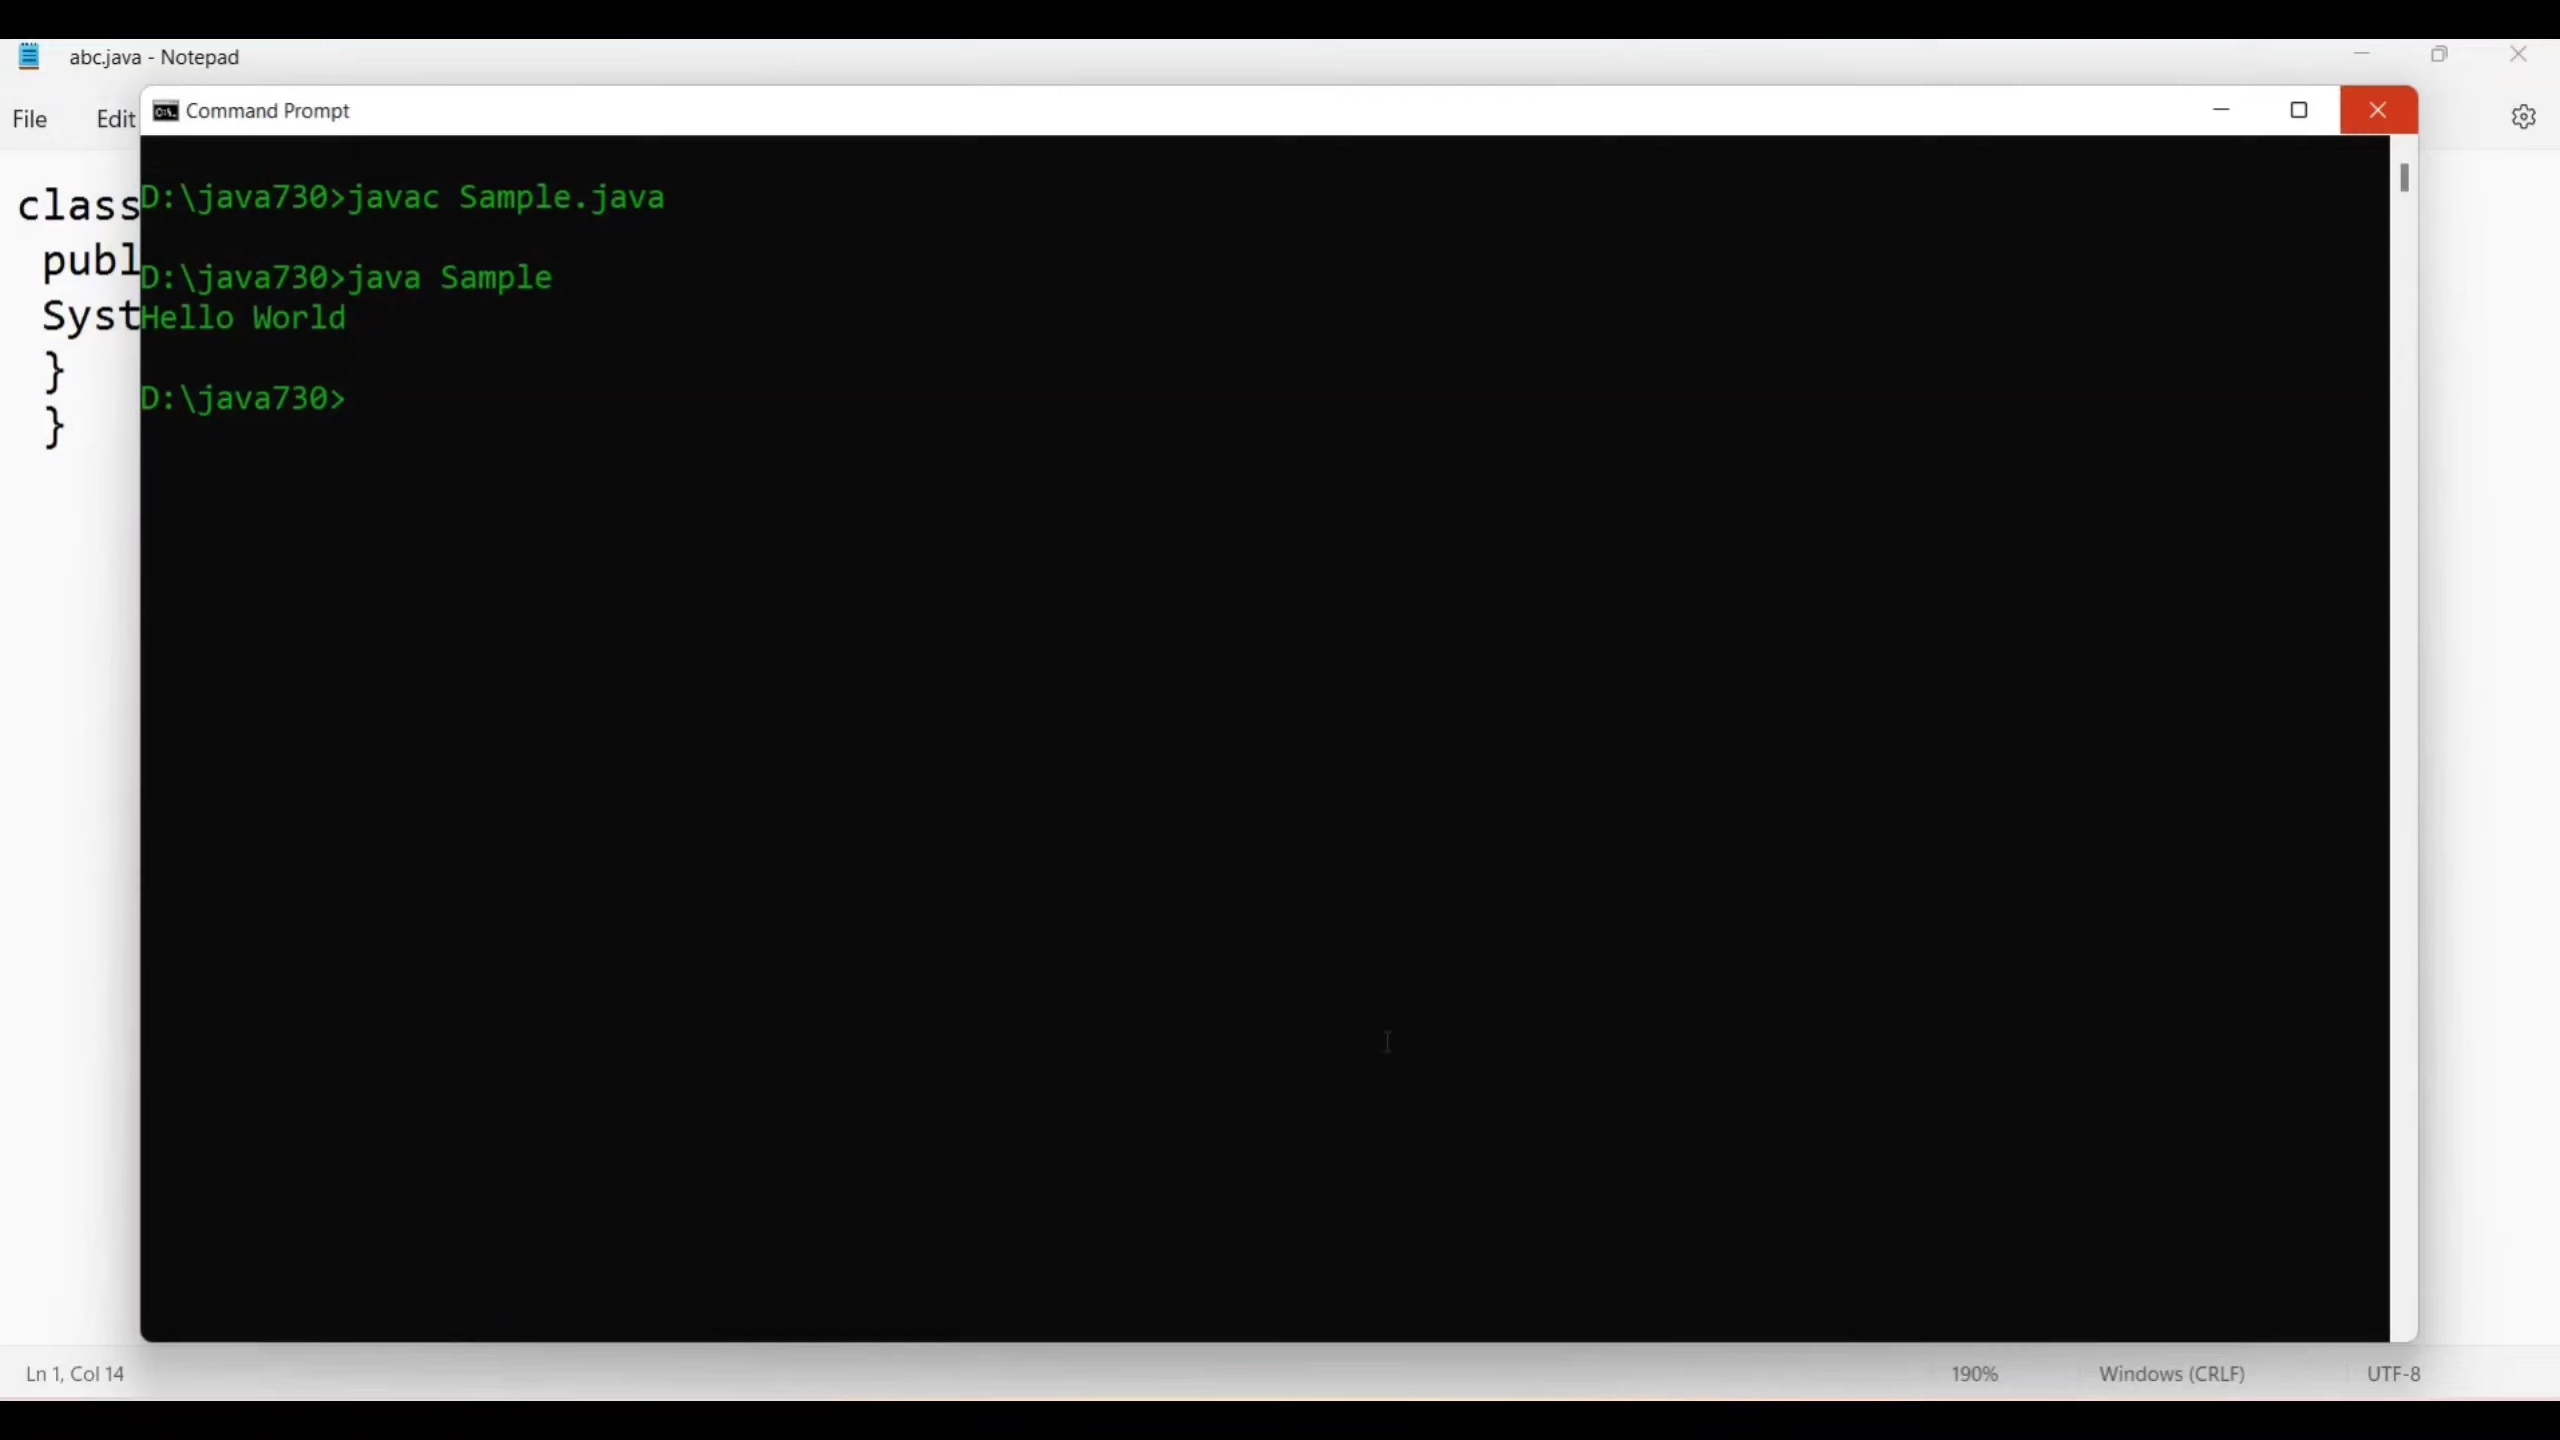 abc.java - Notepad
File Edit
Command Prompt
class
publ
Syst
}
}
D:\java730>javac Sample.java
D:\java730>java Sample
Hello World
D:\java730>
Ln 1, Col 14
190%
Windows (CRLF)
UTF-8